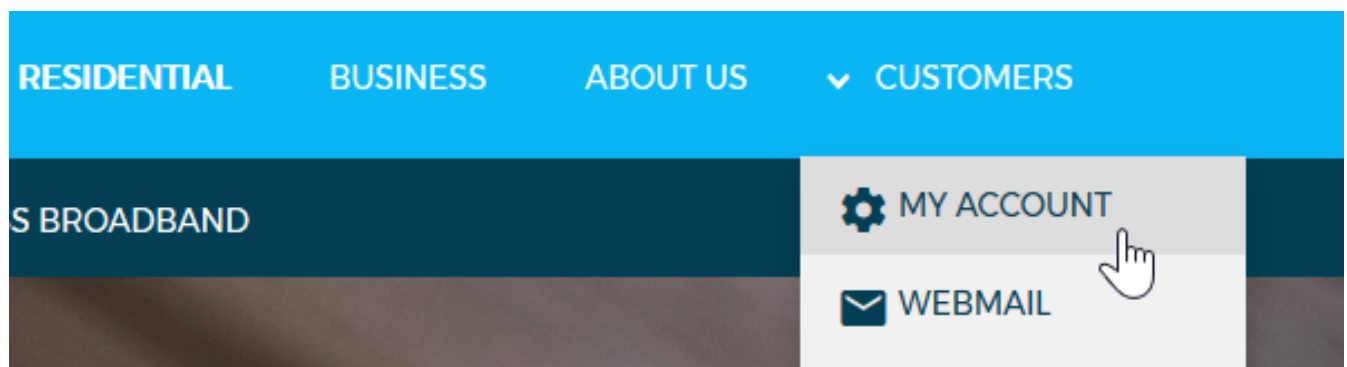 RESIDENTIAL BUSINESS ABOUT US CUSTOMERS
MY ACCOUNT
S BROADBAND
WEBMAIL